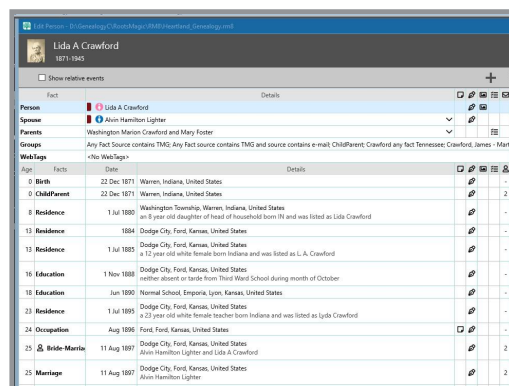 Edit Person - D:\GenealogyC\RootsMagic\RM8\Heartland_Genealogy.rm8
Lida A Crawford
1871-1945
Show relative events
Fact Details
Person Lida A Crawford
Spouse Alvin Hamilton Lighter
Parents Washington Marion Crawford and Mary Foster
Groups Any Fact Source contains TMG; Any Fact source contains TMG and source contains e-mail; ChildParent; Crawford any fact Tennessee; Crawford, James - Mart
WebTags <No WebTags>
Age Facts Date Details
0 Birth 22 Dec 1871 Warren, Indiana, United States -
0 ChildParent 22 Dec 1871 Warren, Indiana, United States 2
8 Residence 1 Jul 1880 Washington Township, Warren, Indiana, United States -
an 8 year old daughter of head of household born IN and was listed as Lida Crawford
13 Residence 1884 Dodge City, Ford, Kansas, United States -
13 Residence 1 Jul 1885 Dodge City, Ford, Kansas, United States -
a 12 year old white female born Indiana and was listed as L. A. Crawford
16 Education 1 Nov 1888 Dodge City, Ford, Kansas, United States -
neither absent or tarde from Third Ward School during month of October
18 Education Jun 1890 Normal School, Emporia, Lyon, Kansas, United States -
23 Residence 1 Jul 1895 Dodge City, Ford, Kansas, United States -
a 23 year old white female teacher born Indiana and was listed as Lyda Crawford
24 Occupation Aug 1896 Ford, Ford, Kansas, United States -
25 Bride-Marria 11 Aug 1897 Dodge City, Ford, Kansas, United States 2
Alvin Hamilton Lighter and Lida A Crawford
25 Marriage 11 Aug 1897 Dodge City, Ford, Kansas, United States 2
Alvin Hamilton Lighter